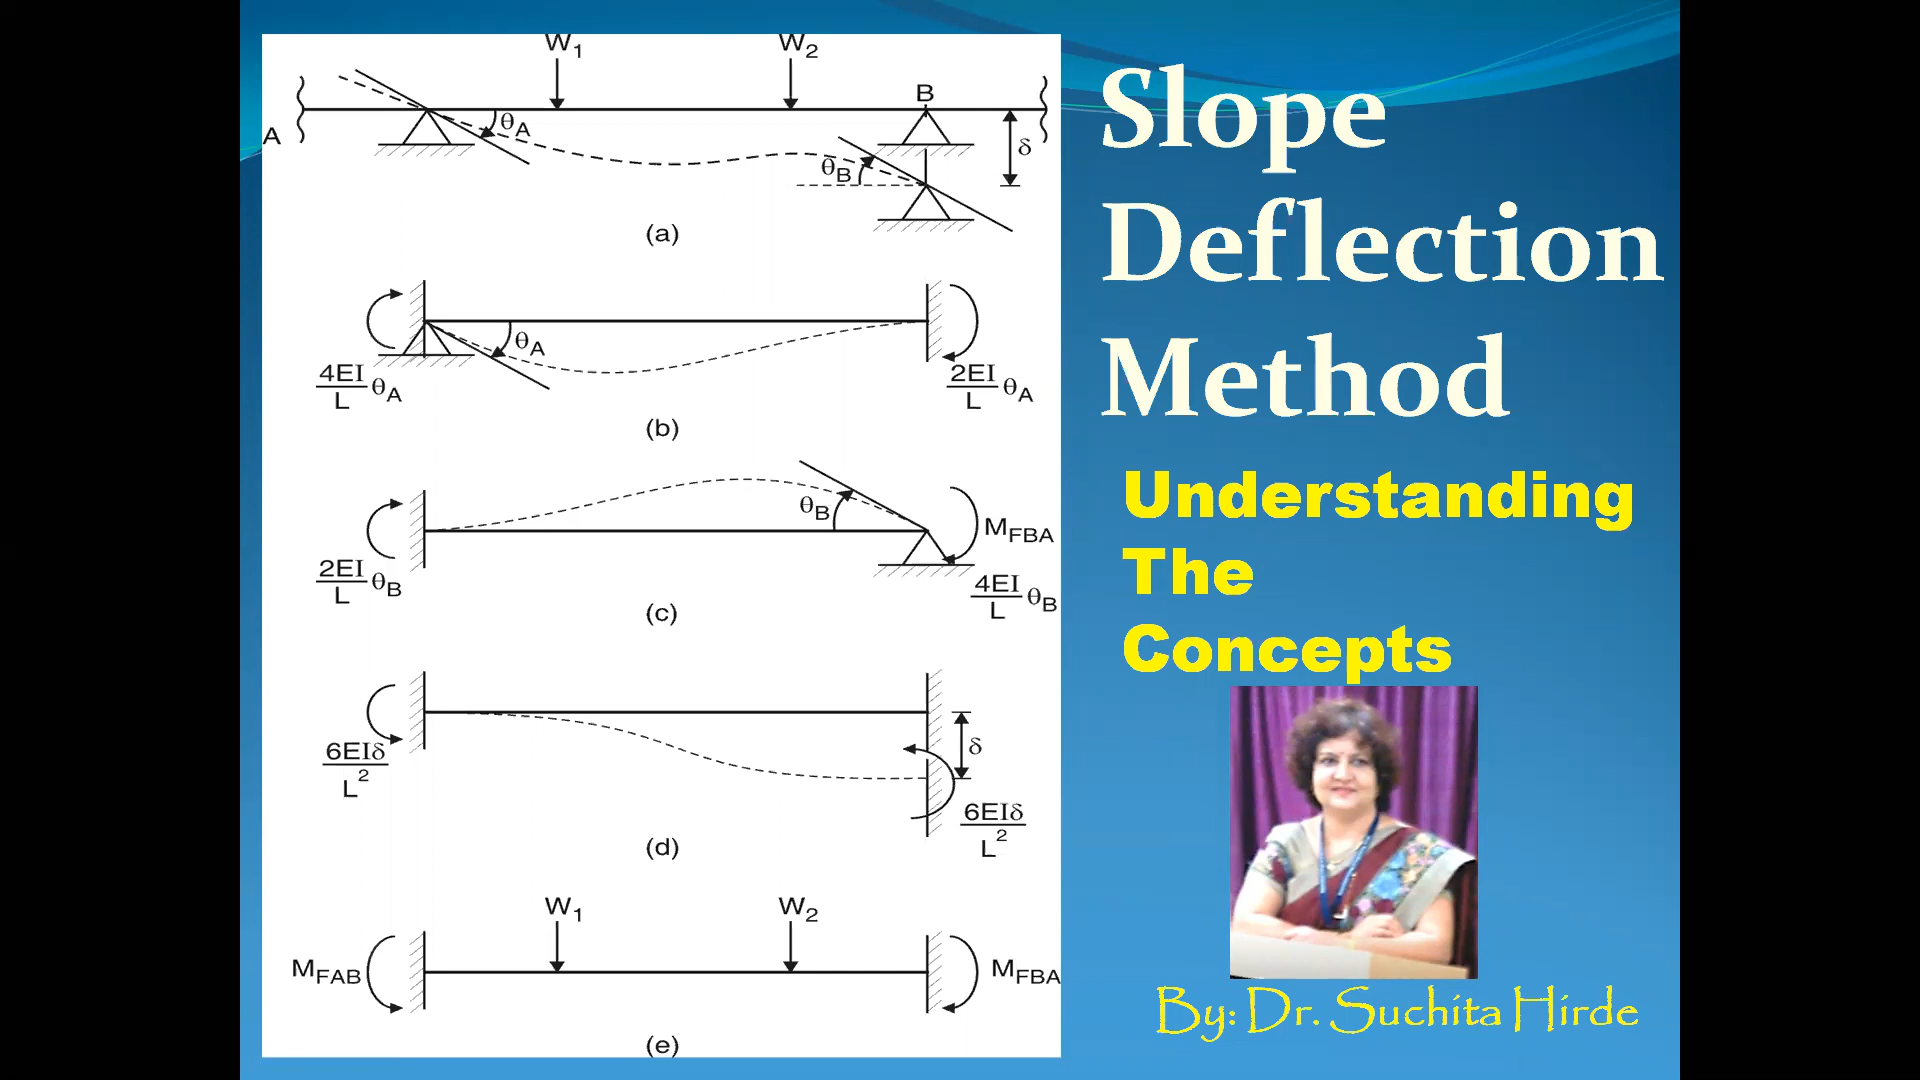 W1 W2
B
A
θA
δ
θB
(a)
θA
4EI/L θA
2EI/L θA
(b)
θB
MFBA
2EI/L θB
4EI/L θB
(c)
δ
6EIδ/L²
6EIδ/L²
(d)
W1 W2
MFAB
MFBA
(e)
Slope
Deflection
Method
Understanding
The
Concepts
By: Dr. Suchita Hirde